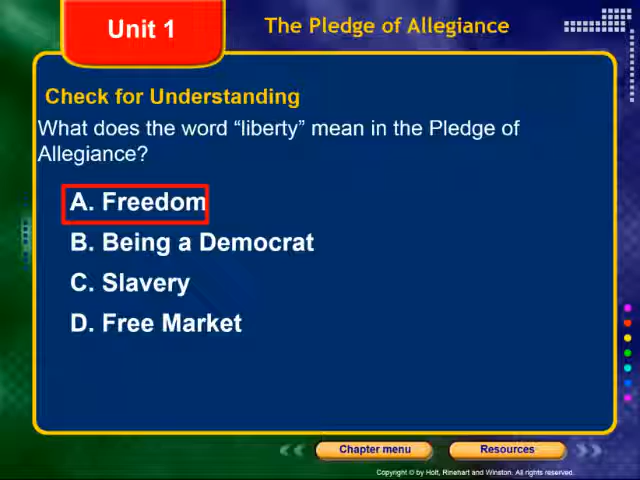 Unit 1
The Pledge of Allegiance
Check for Understanding
What does the word “liberty” mean in the Pledge of
Allegiance?
A. Freedom
B. Being a Democrat
C. Slavery
D. Free Market
Chapter menu
Resources
Copyright © by Holt, Rinehart and Winston. All rights reserved.